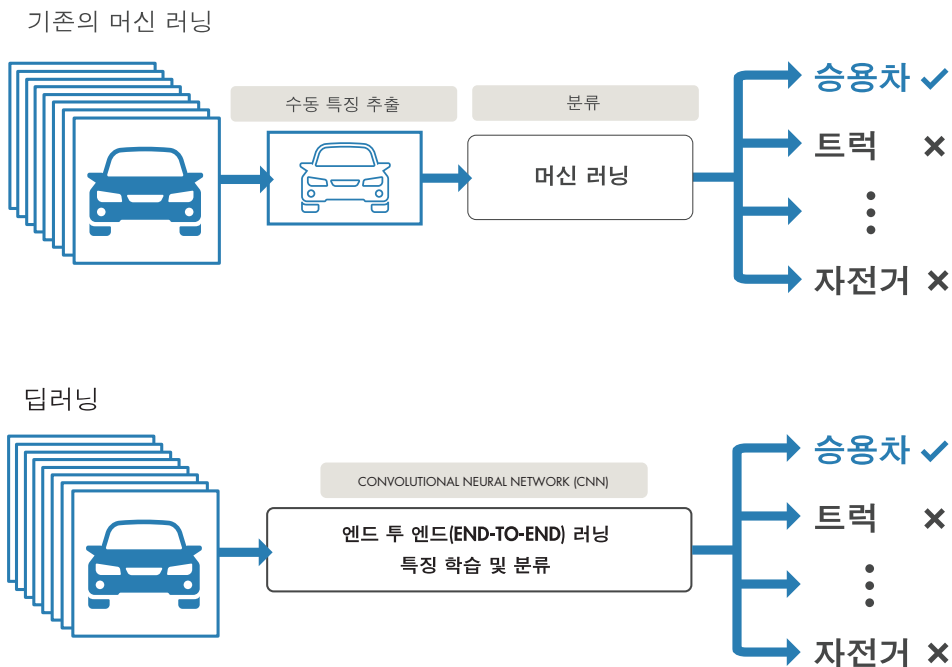 기존의 머신 러닝
수동 특징 추출
분류
머신 러닝
승용차
트럭
자전거
딥러닝
CONVOLUTIONAL NEURAL NETWORK (CNN)
엔드 투 엔드(END-TO-END) 러닝
특징 학습 및 분류
승용차
트럭
자전거